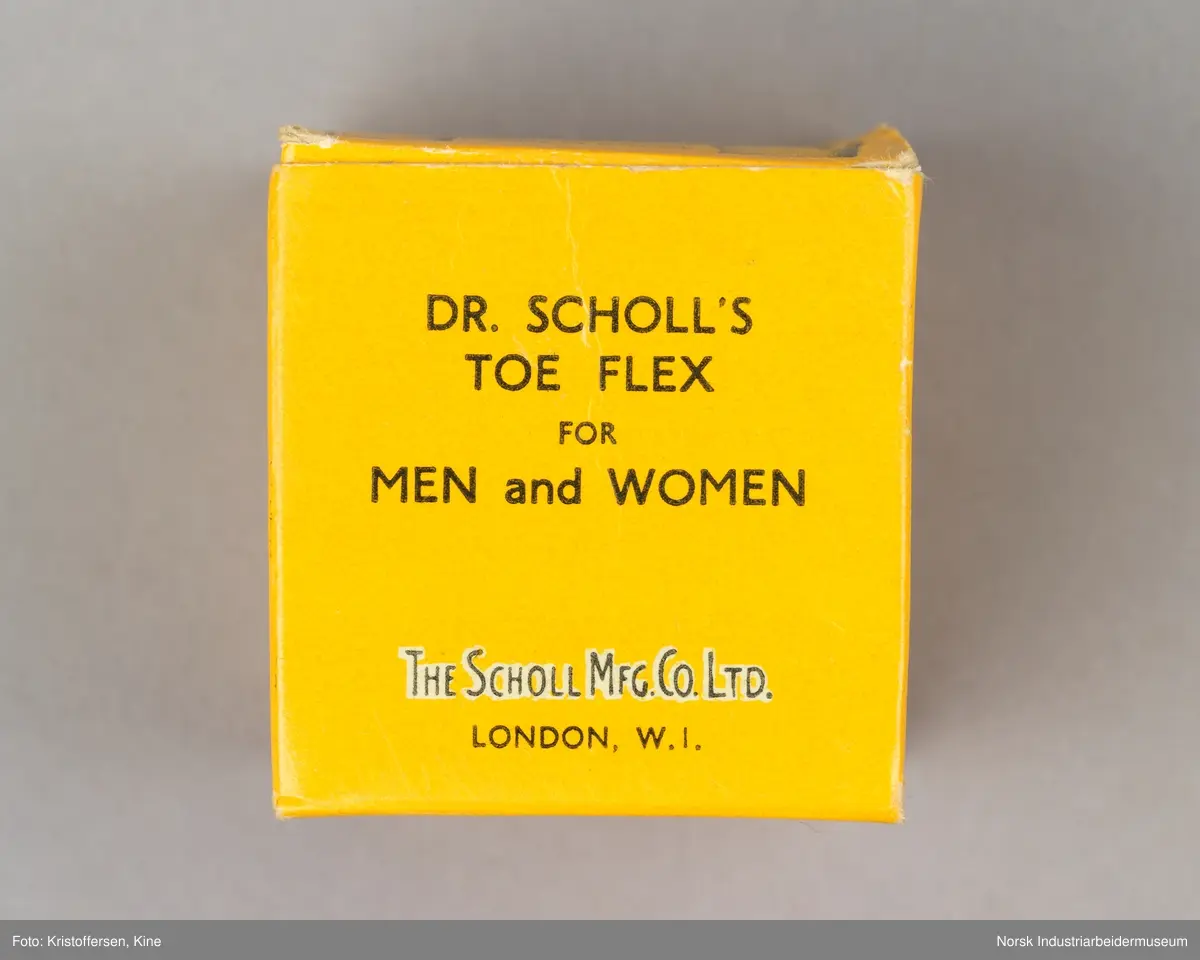 DR. SCHOLL'S
TOE FLEX
FOR
MEN and WOMEN
THE SCHOLL MFG. CO. LTD.
LONDON, W.1.
Foto: Kristoffersen, Kine
Norsk Industriarbeidermuseum